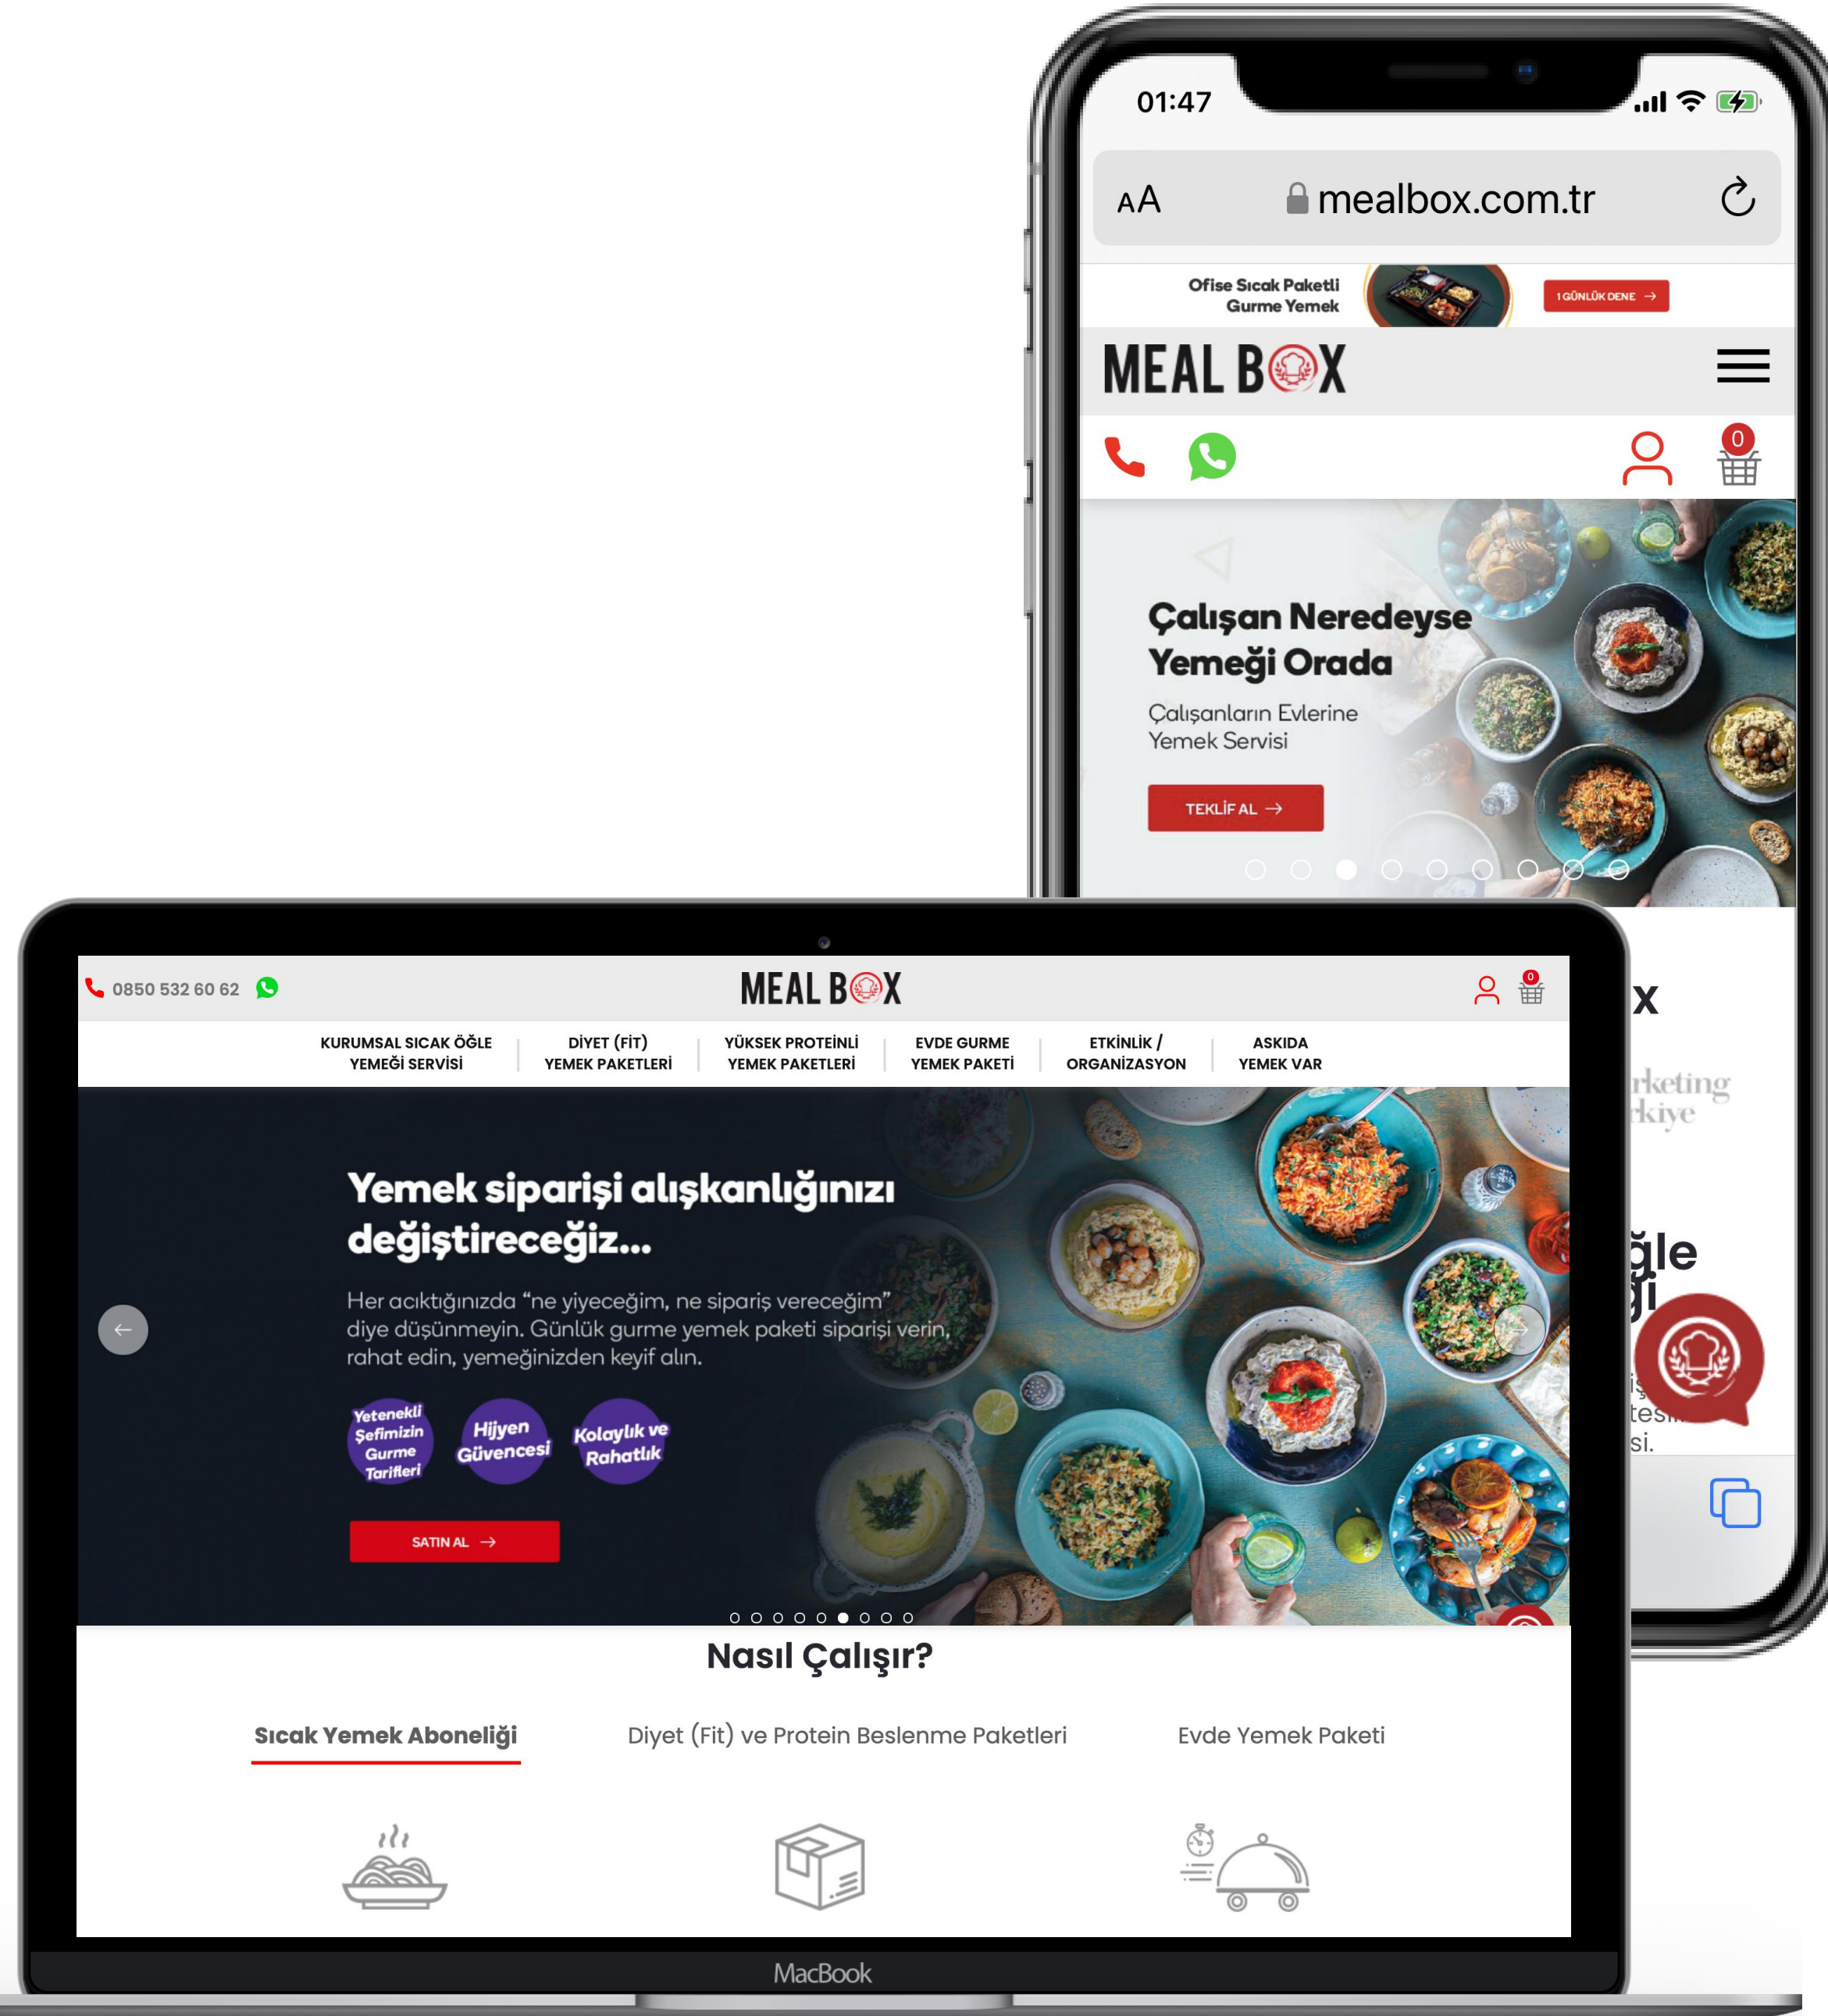 01:47
AA mealbox.com.tr
Ofise Sıcak Paketli
Gurme Yemek
1 GÜNLÜK DENE →
MEAL BOX
0
Çalışan Neredeyse
Yemeği Orada
Çalışanların Evlerine
Yemek Servisi
TEKLİF AL →
0850 532 60 62
MEAL BOX
0
KURUMSAL SICAK ÖĞLE
YEMEĞİ SERVİSİ
DİYET (FİT)
YEMEK PAKETLERİ
YÜKSEK PROTEİNLİ
YEMEK PAKETLERİ
EVDE GURME
YEMEK PAKETİ
ETKİNLİK /
ORGANİZASYON
ASKIDA
YEMEK VAR
Yemek siparişi alışkanlığınızı
değiştireceğiz...
Her acıktığınızda “ne yiyeceğim, ne sipariş vereceğim”
diye düşünmeyin. Günlük gurme yemek paketi siparişi verin,
rahat edin, yemeğinizden keyif alın.
Yetenekli
Şefimizin
Gurme
Tarifleri
Hijyen
Güvencesi
Kolaylık ve
Rahatlık
SATIN AL →
Nasıl Çalışır?
Sıcak Yemek Aboneliği
Diyet (Fit) ve Protein Beslenme Paketleri
Evde Yemek Paketi
MacBook
x
rketing
rkiye
ğle
ği
si.